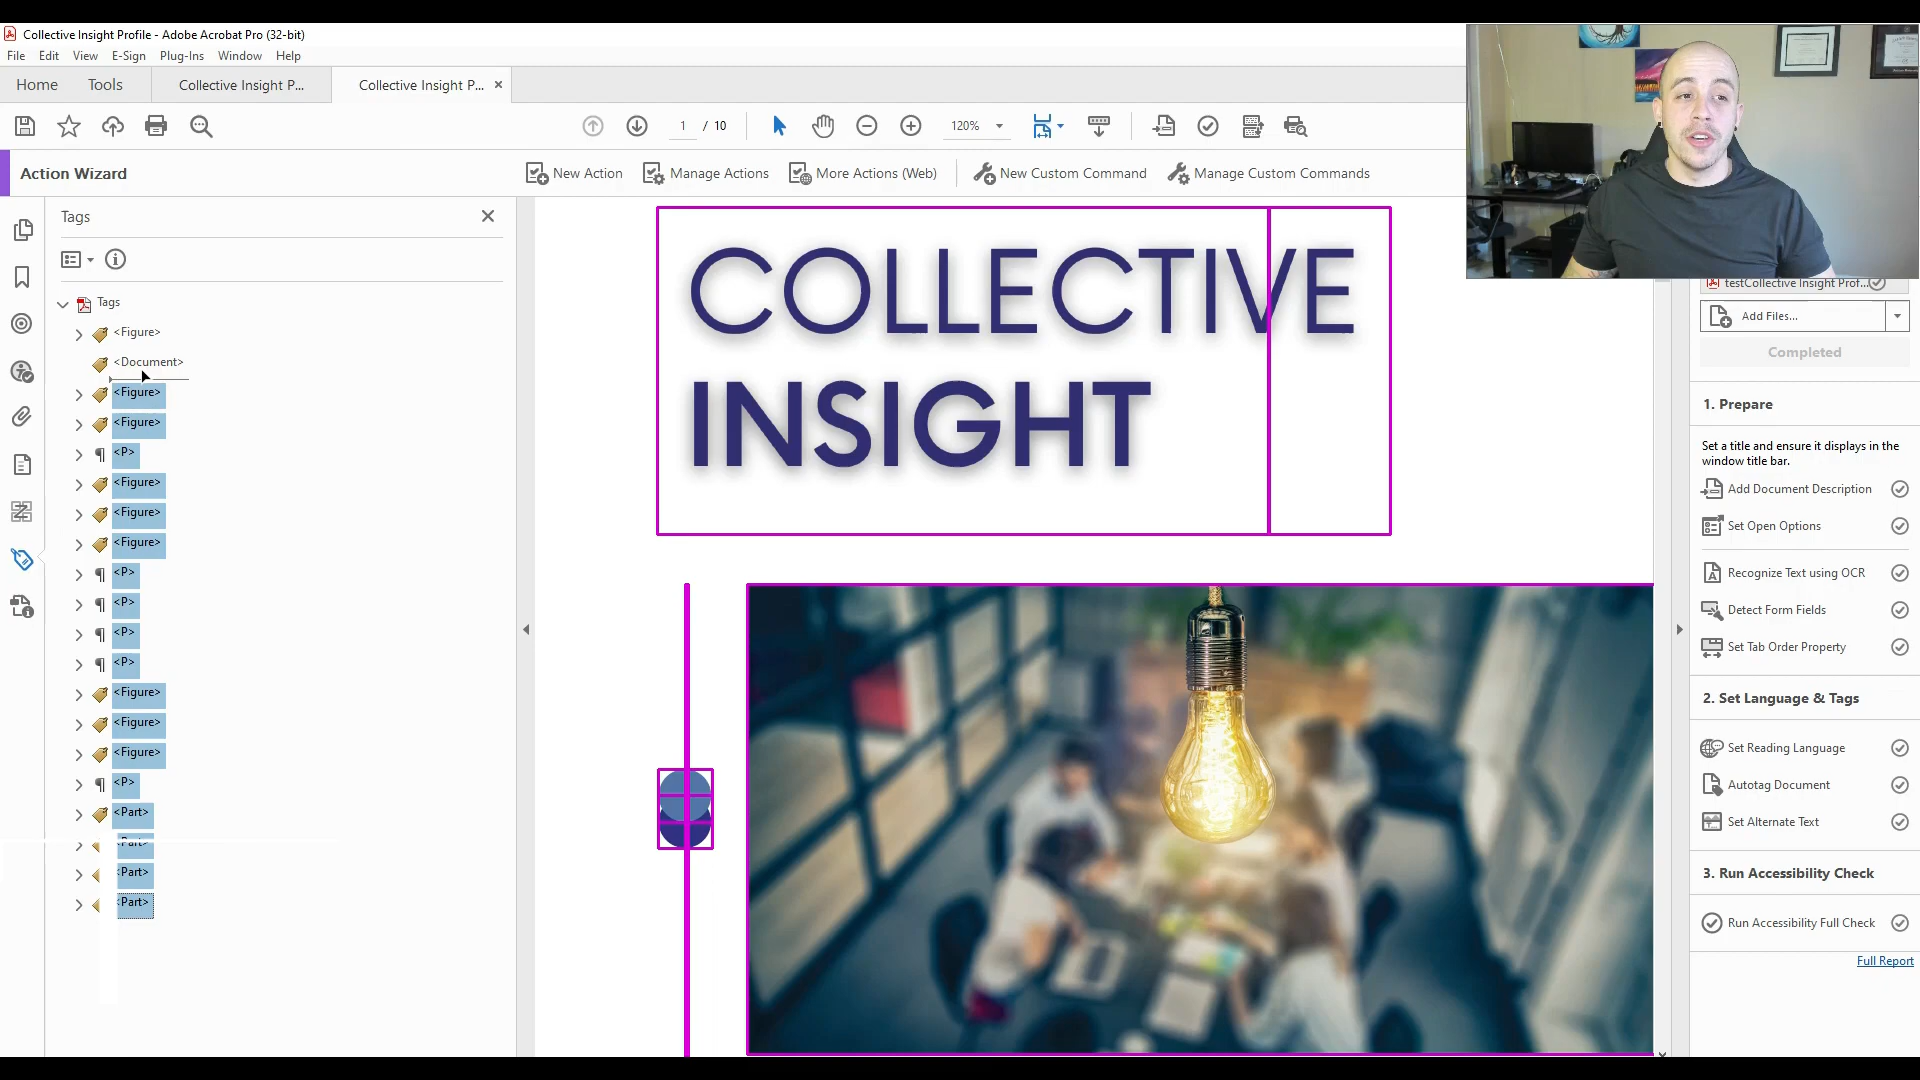 Collective Insight Profile - Adobe Acrobat Pro (32-bit)
File Edit View E-Sign Plug-Ins Window Help
Home Tools Collective Insight P... Collective Insight P...
1 / 10 120%
Action Wizard New Action Manage Actions More Actions (Web) New Custom Command Manage Custom Commands
Tags
Tags
<Figure>
<Document>
<Figure>
<Figure>
<P>
<Figure>
<Figure>
<Figure>
<P>
<P>
<P>
<P>
<Figure>
<Figure>
<Figure>
<P>
<Part>
<Part>
<Part>
<Part>
COLLECTIVE
INSIGHT
testCollective Insight Prof...
Add Files...
Completed
1. Prepare
Set a title and ensure it displays in the
window title bar.
Add Document Description
Set Open Options
Recognize Text using OCR
Detect Form Fields
Set Tab Order Property
2. Set Language & Tags
Set Reading Language
Autotag Document
Set Alternate Text
3. Run Accessibility Check
Run Accessibility Full Check
Full Report